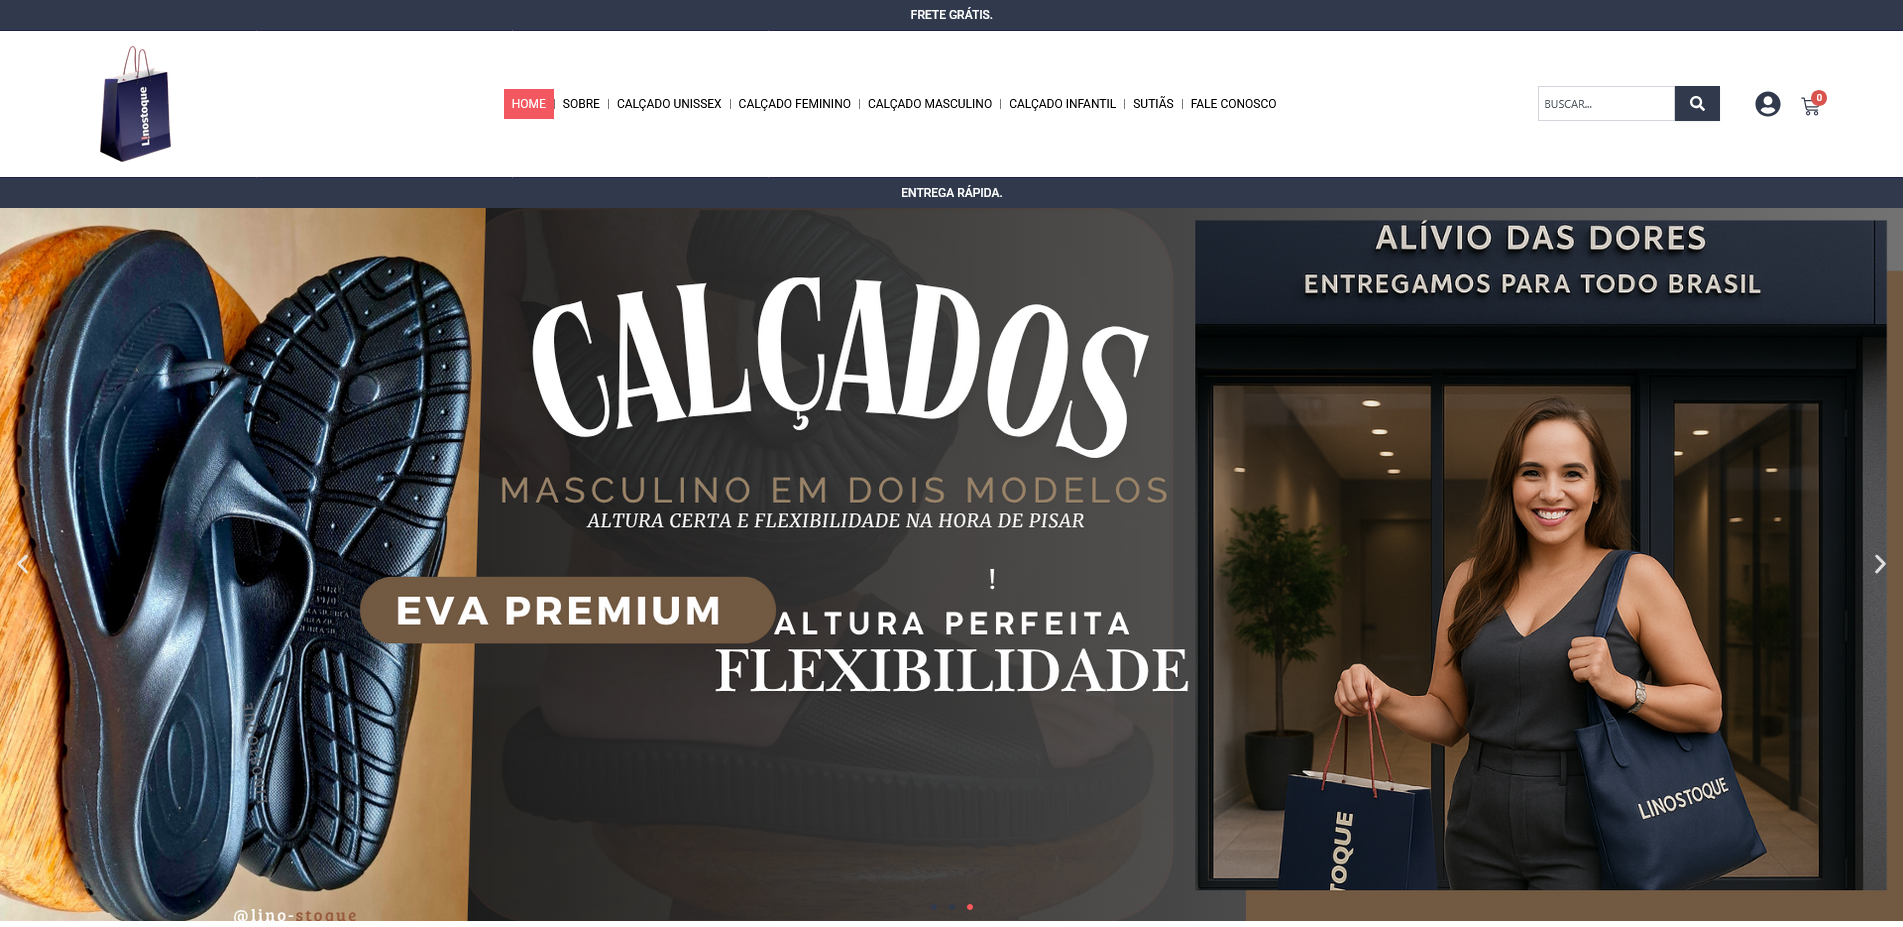 FRETE GRÁTIS.
Linostoque
HOME
SOBRE
CALÇADO UNISSEX
CALÇADO FEMININO
CALÇADO MASCULINO
CALÇADO INFANTIL
SUTIÃS
FALE CONOSCO
BUSCAR...
0
ENTREGA RÁPIDA.
CALÇADOS
MASCULINO EM DOIS MODELOS
ALTURA CERTA E FLEXIBILIDADE NA HORA DE PISAR
!
EVA PREMIUM
ALTURA PERFEITA
FLEXIBILIDADE
@lino-stoque
ALÍVIO DAS DORES
ENTREGAMOS PARA TODO BRASIL
TOQUE
LINOSTOQUE